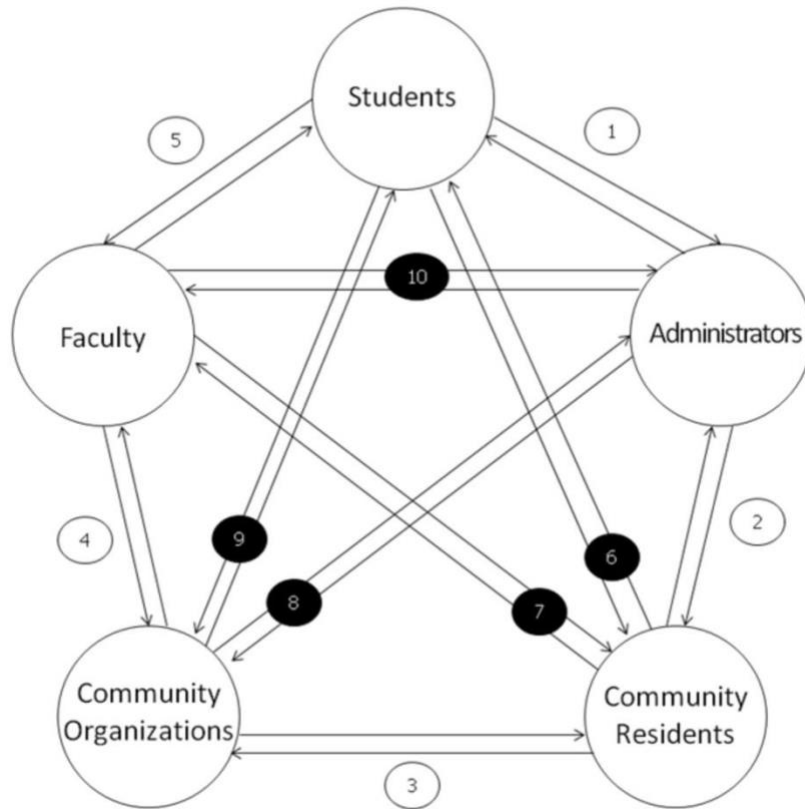 Students
5
1
10
Faculty
Administrators
4
9
6
2
8
7
Community
Organizations
Community
Residents
3